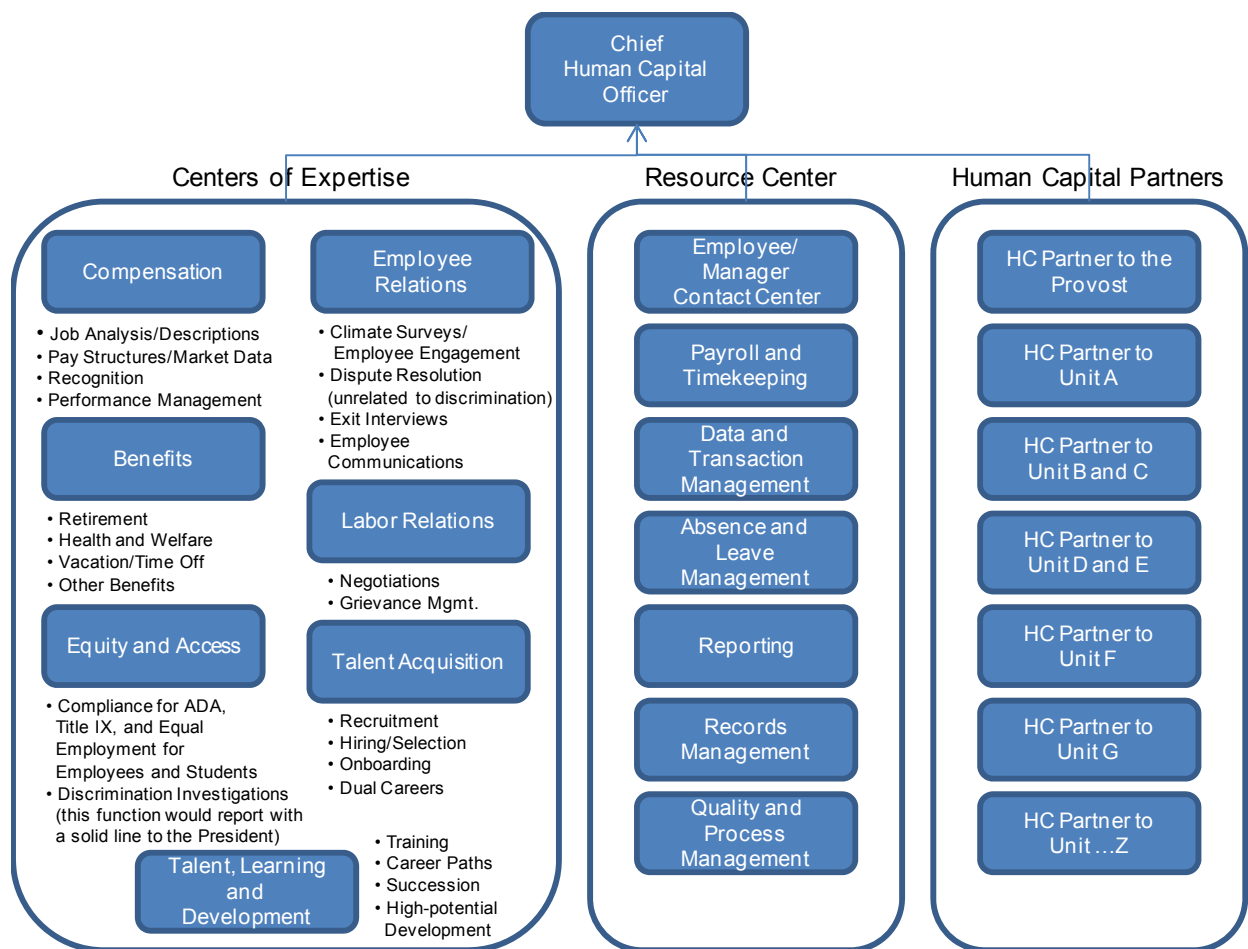 Chief
Human Capital
Officer
Centers of Expertise
Compensation
• Job Analysis/Descriptions
• Pay Structures/Market Data
• Recognition
• Performance Management
Benefits
• Retirement
• Health and Welfare
• Vacation/Time Off
• Other Benefits
Equity and Access
• Compliance for ADA,
Title IX, and Equal
Employment for
Employees and Students
• Discrimination Investigations
(this function would report with
a solid line to the President)
Employee
Relations
• Climate Surveys/
Employee Engagement
• Dispute Resolution
(unrelated to discrimination)
• Exit Interviews
• Employee
Communications
Labor Relations
• Negotiations
• Grievance Mgmt.
Talent Acquisition
• Recruitment
• Hiring/Selection
• Onboarding
• Dual Careers
Talent, Learning
and
Development
• Training
• Career Paths
• Succession
• High-potential
Development
Resource Center
Employee/
Manager
Contact Center
Payroll and
Timekeeping
Data and
Transaction
Management
Absence and
Leave
Management
Reporting
Records
Management
Quality and
Process
Management
Human Capital Partners
HC Partner to the
Provost
HC Partner to
Unit A
HC Partner to
Unit B and C
HC Partner to
Unit D and E
HC Partner to
Unit F
HC Partner to
Unit G
HC Partner to
Unit ...Z